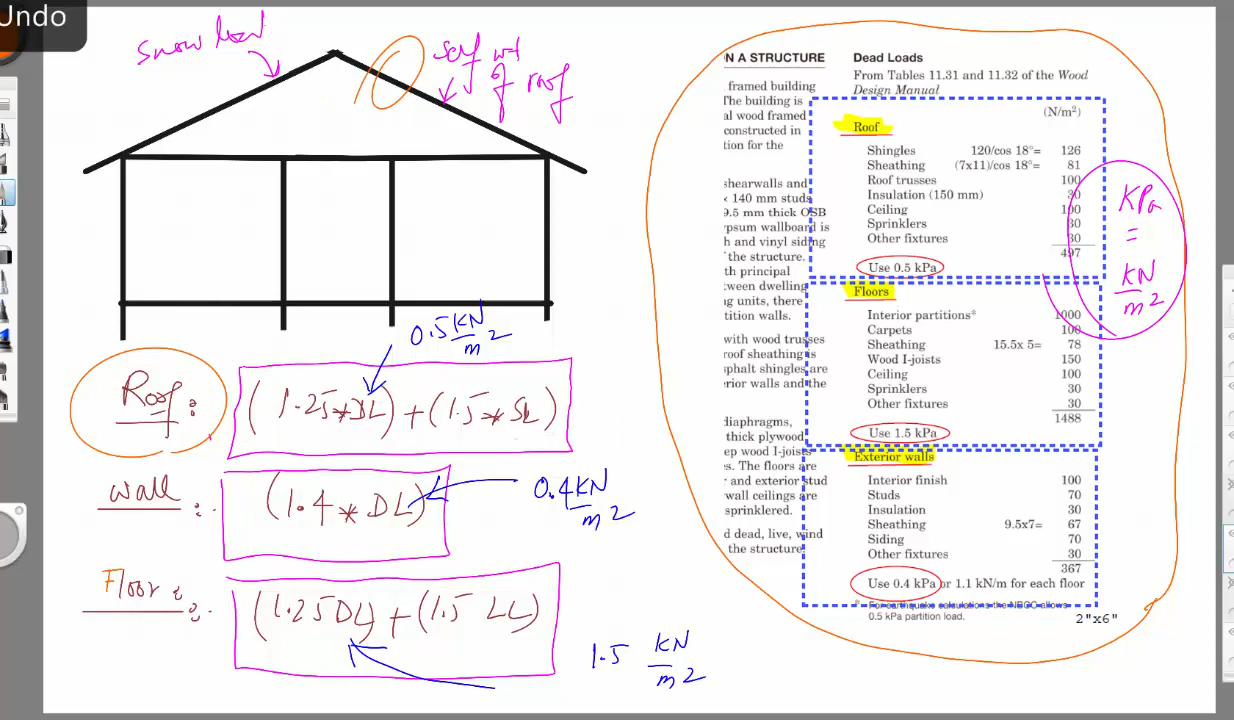 Undo
Snow load
self wt
of roof
0.5 KN
m2
Roof:
(1.25*DL)+(1.5*SL)
Wall :.
(1.4*DL)
0.4 KN
m2
Floor :.
(1.25DL)+(1.5 LL)
1.5 KN
m2
N A STRUCTURE
framed building
The building is
al wood framed
constructed in
tion for the
shearwalls and
140 mm studs
9.5 mm thick OSB
ypsum wallboard is
h and vinyl siding
the structure.
th principal
tween dwelling
ng units, there
tition walls.
with wood trusses
roof sheathing is
phalt shingles are
erior walls and the
diaphragms,
thick plywood
ep wood I-joists
s. The floors are
r and exterior stud
wall ceilings are
sprinklered.
d dead, live, wind
the structure.
Dead Loads
From Tables 11.31 and 11.32 of the Wood
Design Manual
(N/m²)
Roof
Shingles 120/cos 18°= 126
Sheathing (7x11)/cos 18°= 81
Roof trusses 100
Insulation (150 mm) 30
Ceiling 100
Sprinklers 30
Other fixtures 30
497
Use 0.5 kPa
Floors
Interior partitions* 1000
Carpets 100
Sheathing 15.5x 5= 78
Wood I-joists 150
Ceiling 100
Sprinklers 30
Other fixtures 30
1488
Use 1.5 kPa
Exterior walls
Interior finish 100
Studs 70
Insulation 30
Sheathing 9.5x7= 67
Siding 70
Other fixtures 30
367
Use 0.4 kPa or 1.1 kN/m for each floor
* For earthquake calculations the NBCC allows
0.5 kPa partition load.
2"x6"
KPa
=
KN
m2